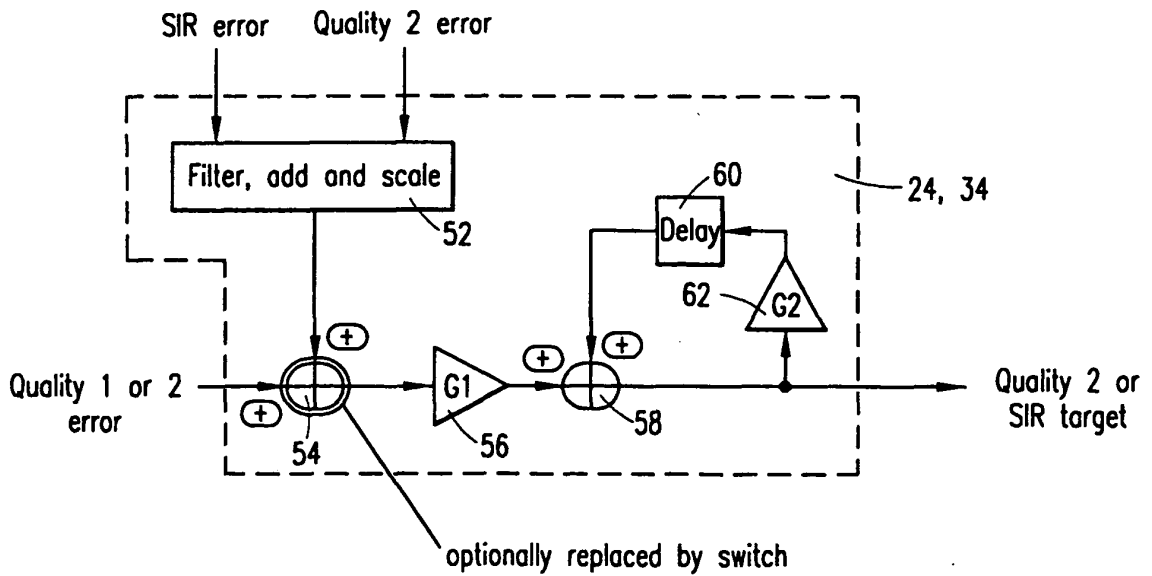 SIR error
Quality 2 error
Filter, add and scale
52
60
Delay
24, 34
62
G2
+
+
+
Quality 1 or 2
error
+
54
G1
56
58
Quality 2 or
SIR target
optionally replaced by switch